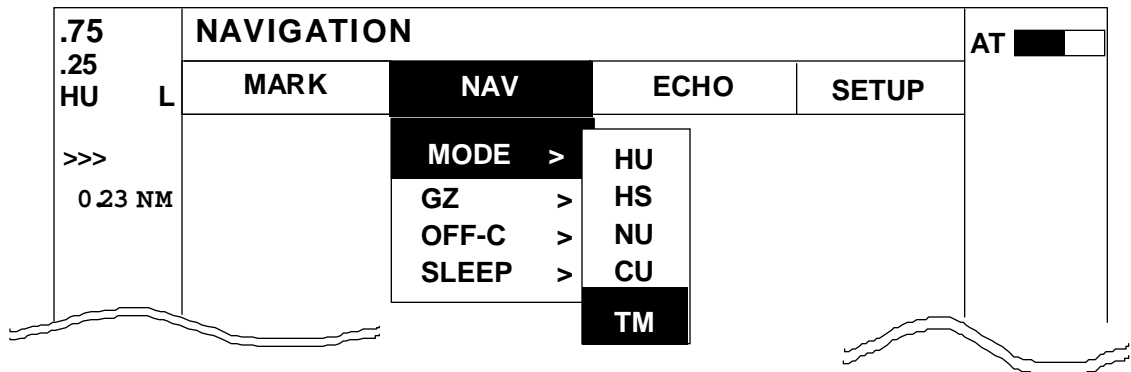 .75
.25
HU L
>>>
0.23 NM
NAVIGATION
MARK NAV ECHO SETUP
MODE >
GZ >
OFF-C >
SLEEP >
HU
HS
NU
CU
TM
AT